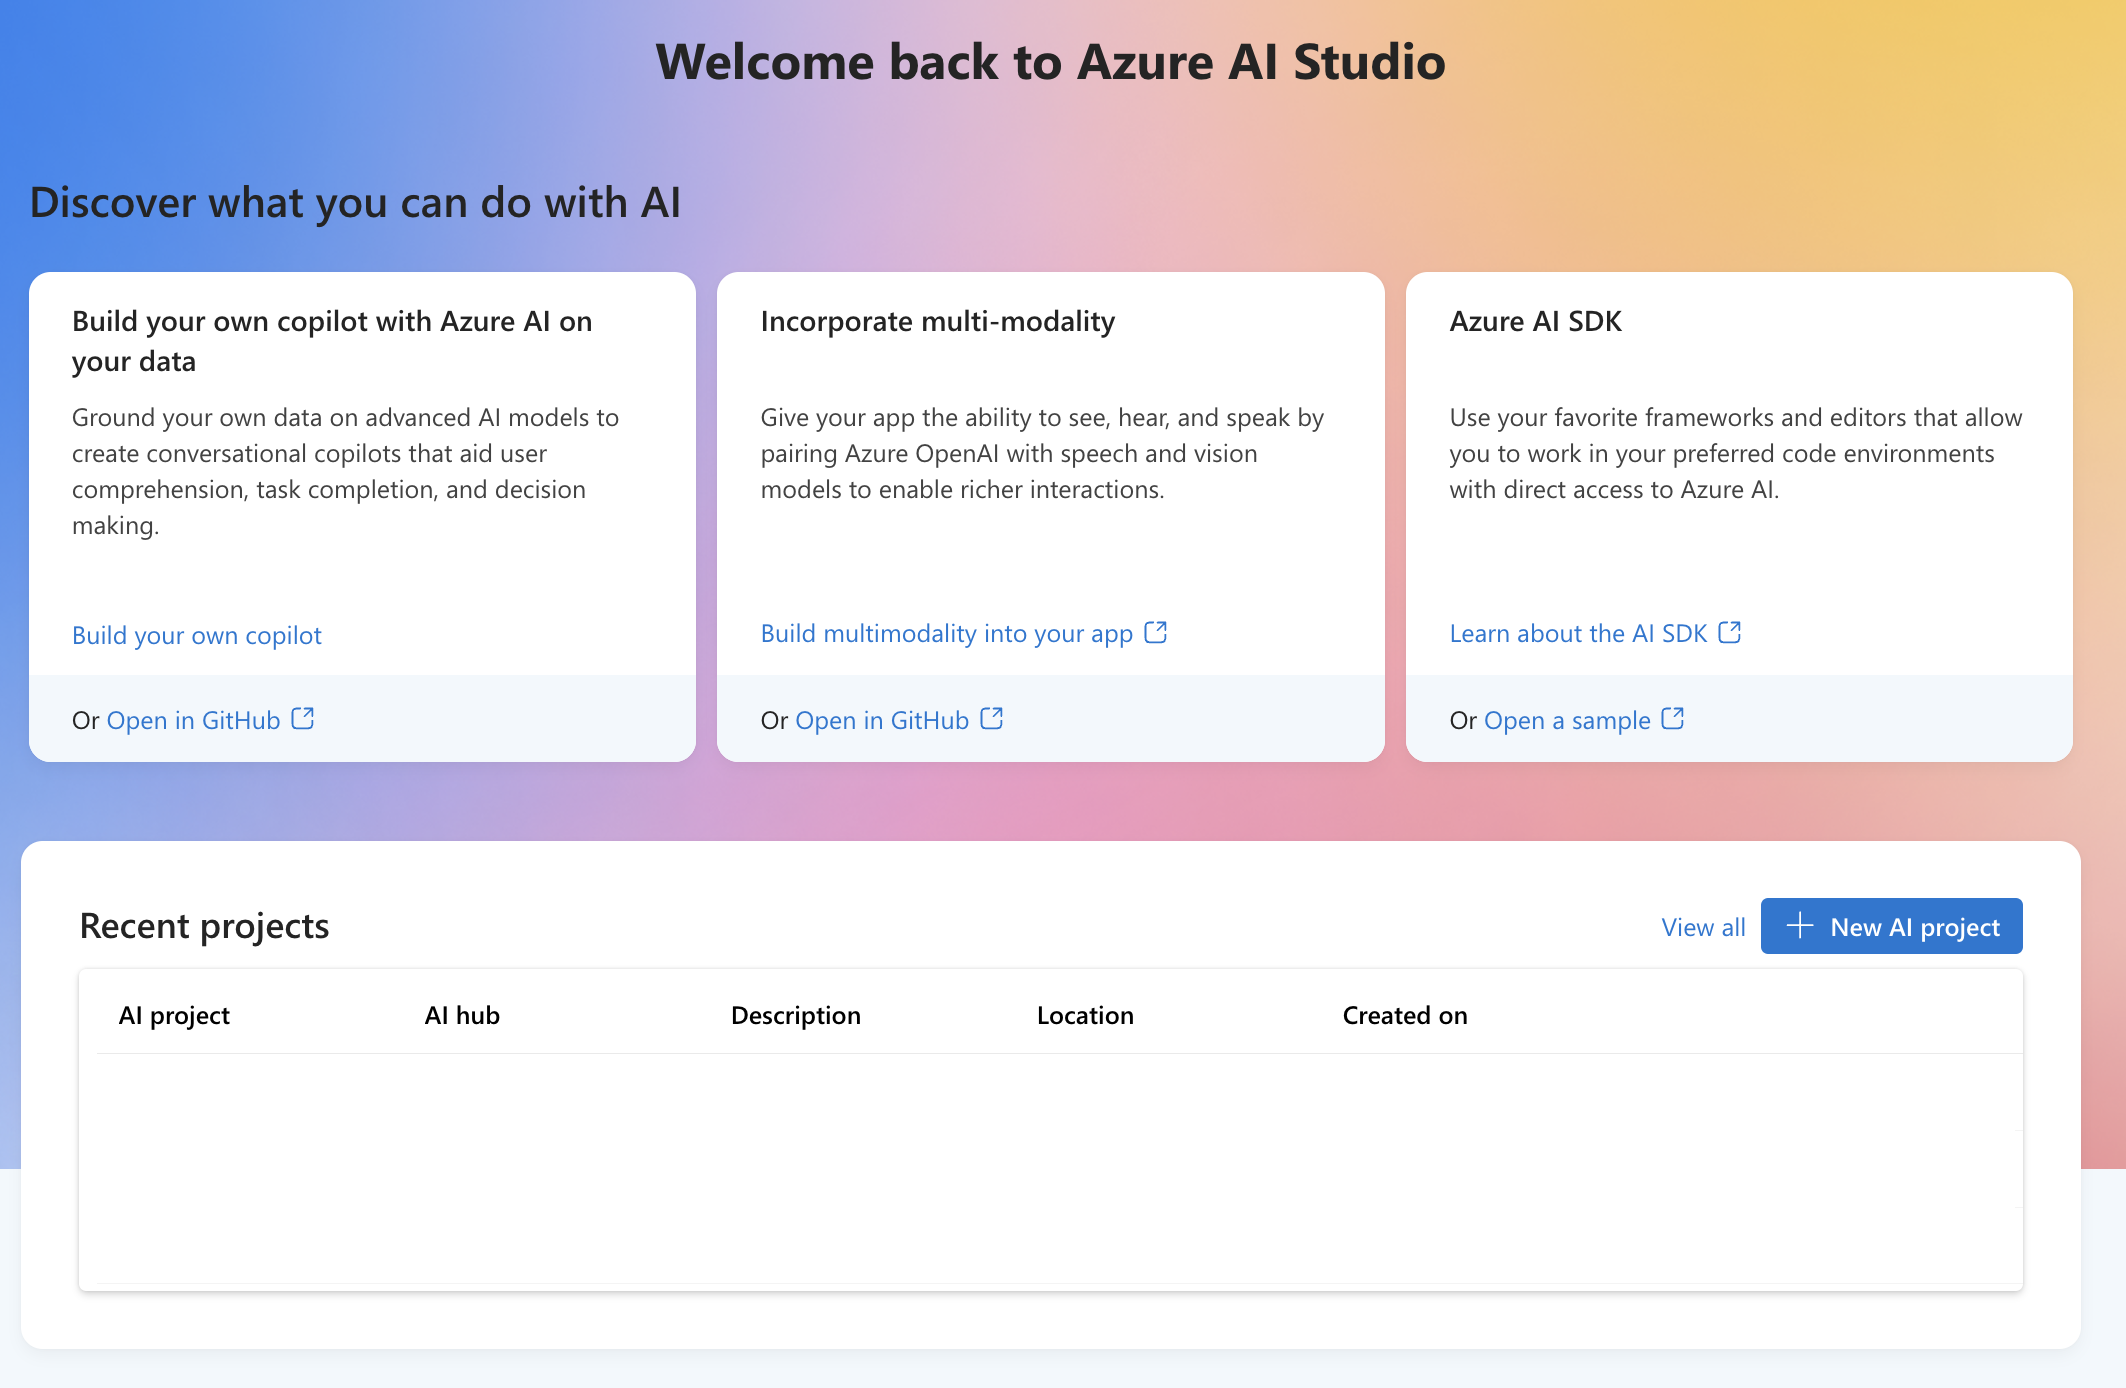 Welcome back to Azure AI Studio
Discover what you can do with AI
Build your own copilot with Azure AI on
your data
Ground your own data on advanced AI models to
create conversational copilots that aid user
comprehension, task completion, and decision
making.
Build your own copilot
Or Open in GitHub
Incorporate multi-modality
Give your app the ability to see, hear, and speak by
pairing Azure OpenAI with speech and vision
models to enable richer interactions.
Build multimodality into your app
Or Open in GitHub
Azure AI SDK
Use your favorite frameworks and editors that allow
you to work in your preferred code environments
with direct access to Azure AI.
Learn about the AI SDK
Or Open a sample
Recent projects
View all
New AI project
AI project AI hub Description Location Created on